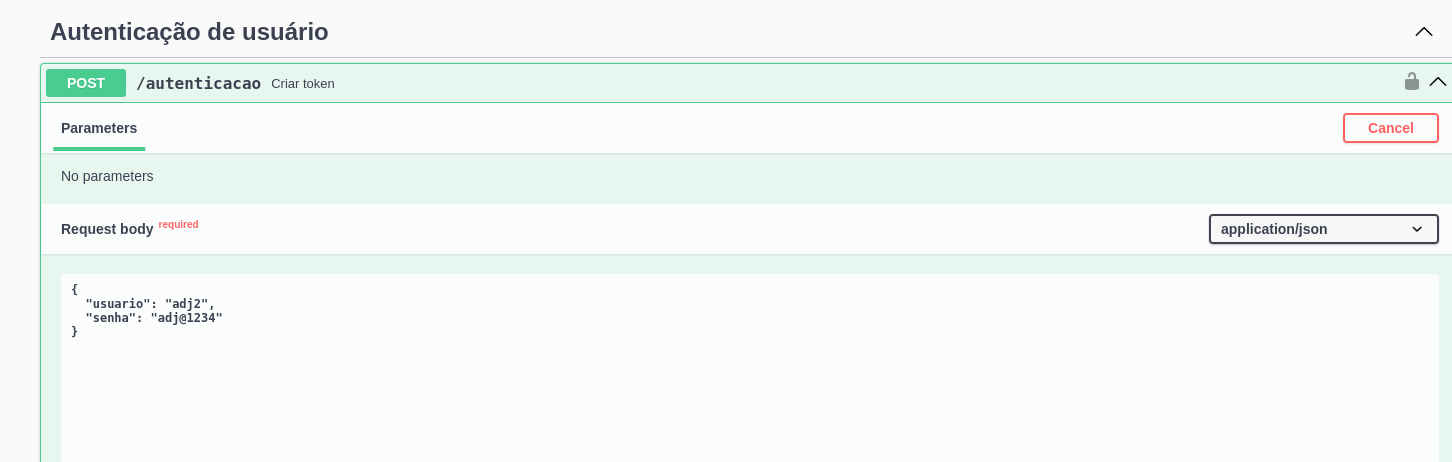 Autenticação de usuário
POST /autenticacao Criar token
Parameters Cancel
No parameters
Request body required application/json
{
  "usuario": "adj2",
  "senha": "adj@1234"
}